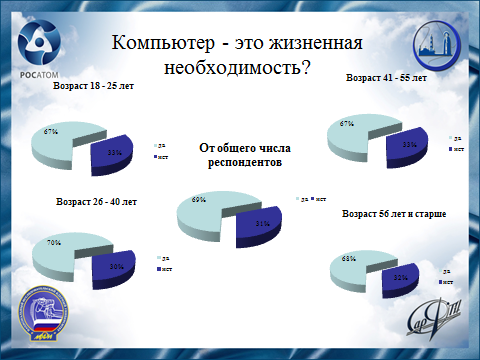 РОСАТОМ
Компьютер - это жизненная
необходимость?
Возраст 18 - 25 лет
67%
33%
да
нет
Возраст 41 - 55 лет
67%
33%
да
нет
От общего числа
респондентов
69%
31%
да нет
Возраст 26 - 40 лет
70%
30%
да
нет
Возраст 56 лет и старше
68%
32%
да
нет